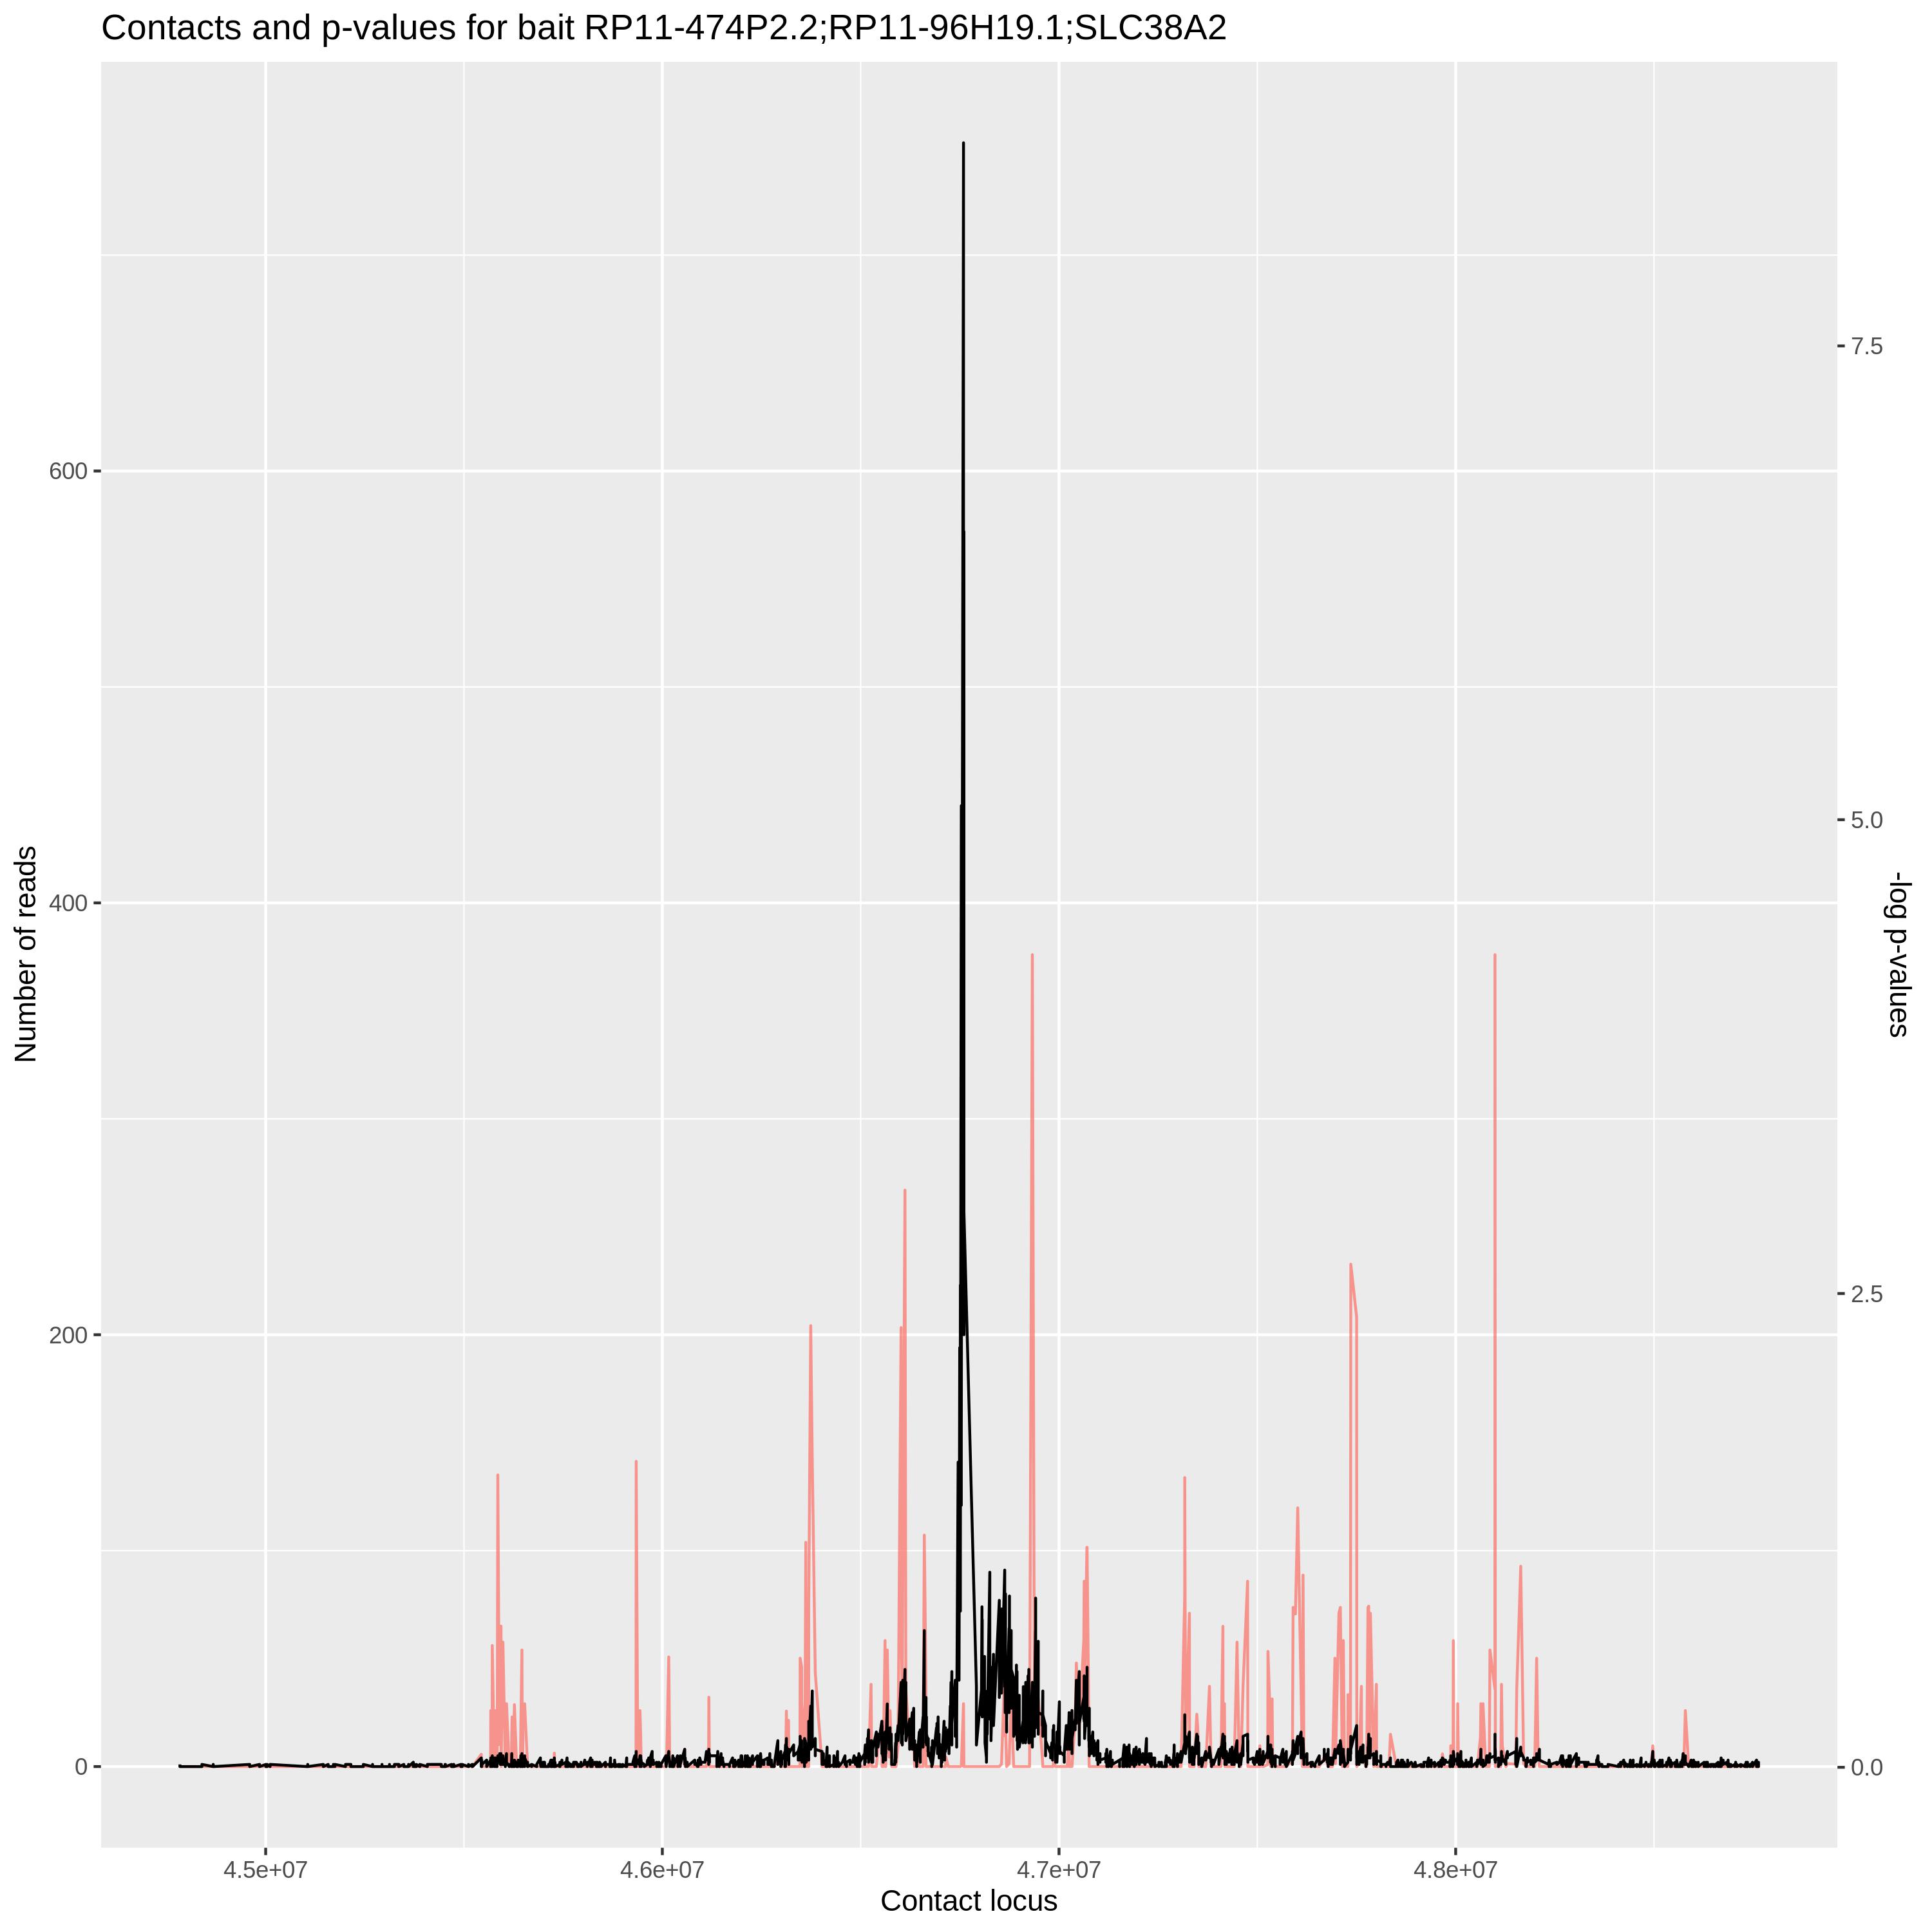 Contacts and p-values for bait RP11-474P2.2;RP11-96H19.1;SLC38A2
Number of reads
600
400
200
0
7.5
5.0
2.5
0.0
-log p-values
4.5e+07
4.6e+07
4.7e+07
4.8e+07
Contact locus